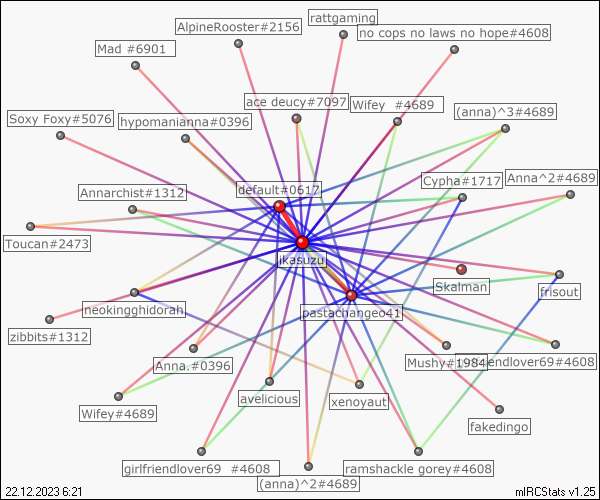 rattgaming
AlpineRooster#2156
no cops no laws no hope#4608
Mad #6901
ace deucy#7097
Wifey  #4689
(anna)^3#4689
Soxy Foxy#5076
hypomanianna#0396
Annarchist#1312
default#0617
Cypha#1717
Anna^2#4689
Toucan#2473
ikasuzu
Skalman
frisout
neokingghidorah
pastachangeo41
zibbits#1312
Anna.#0396
Mushy#1984
endlover69#4608
Wifey#4689
avelicious
xenoyaut
fakedingo
girlfriendlover69  #4608
(anna)^2#4689
ramshackle gorey#4608
22.12.2023 6:21
mIRCStats v1.25